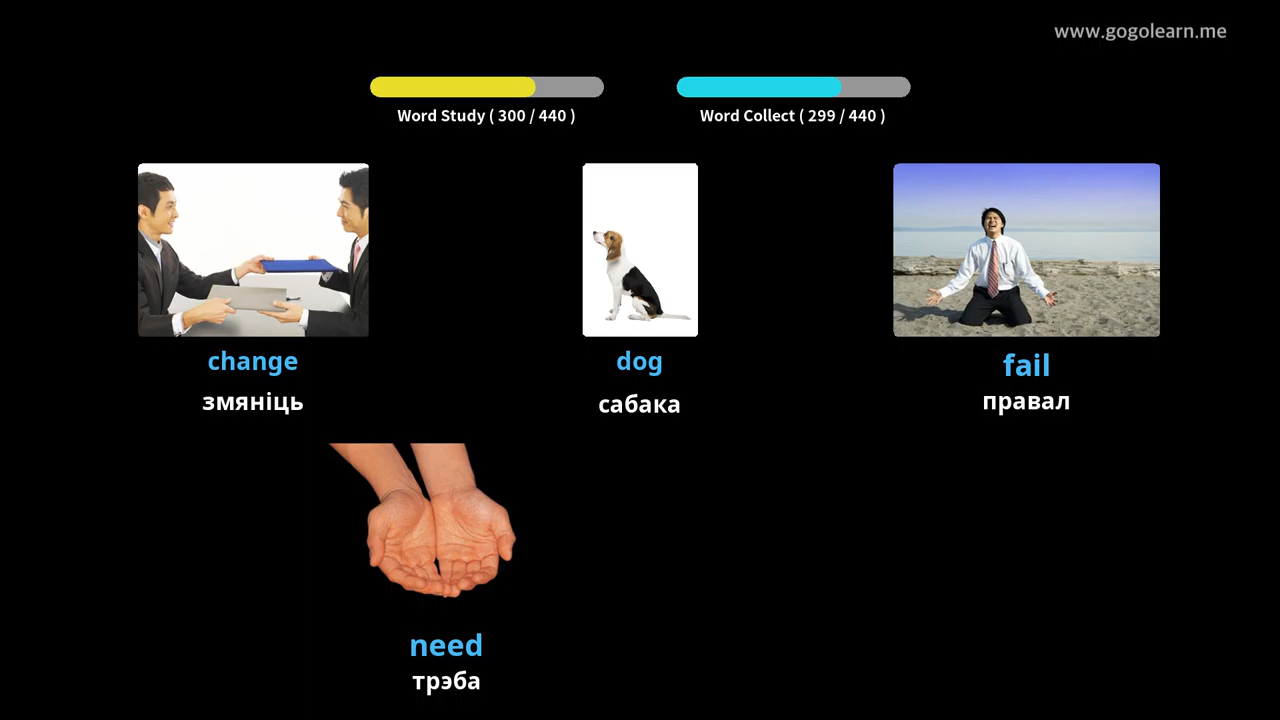 www.gogolearn.me
Word Study ( 300 / 440 )
Word Collect ( 299 / 440 )
change
змяніць
dog
сабака
fail
правал
need
трэба